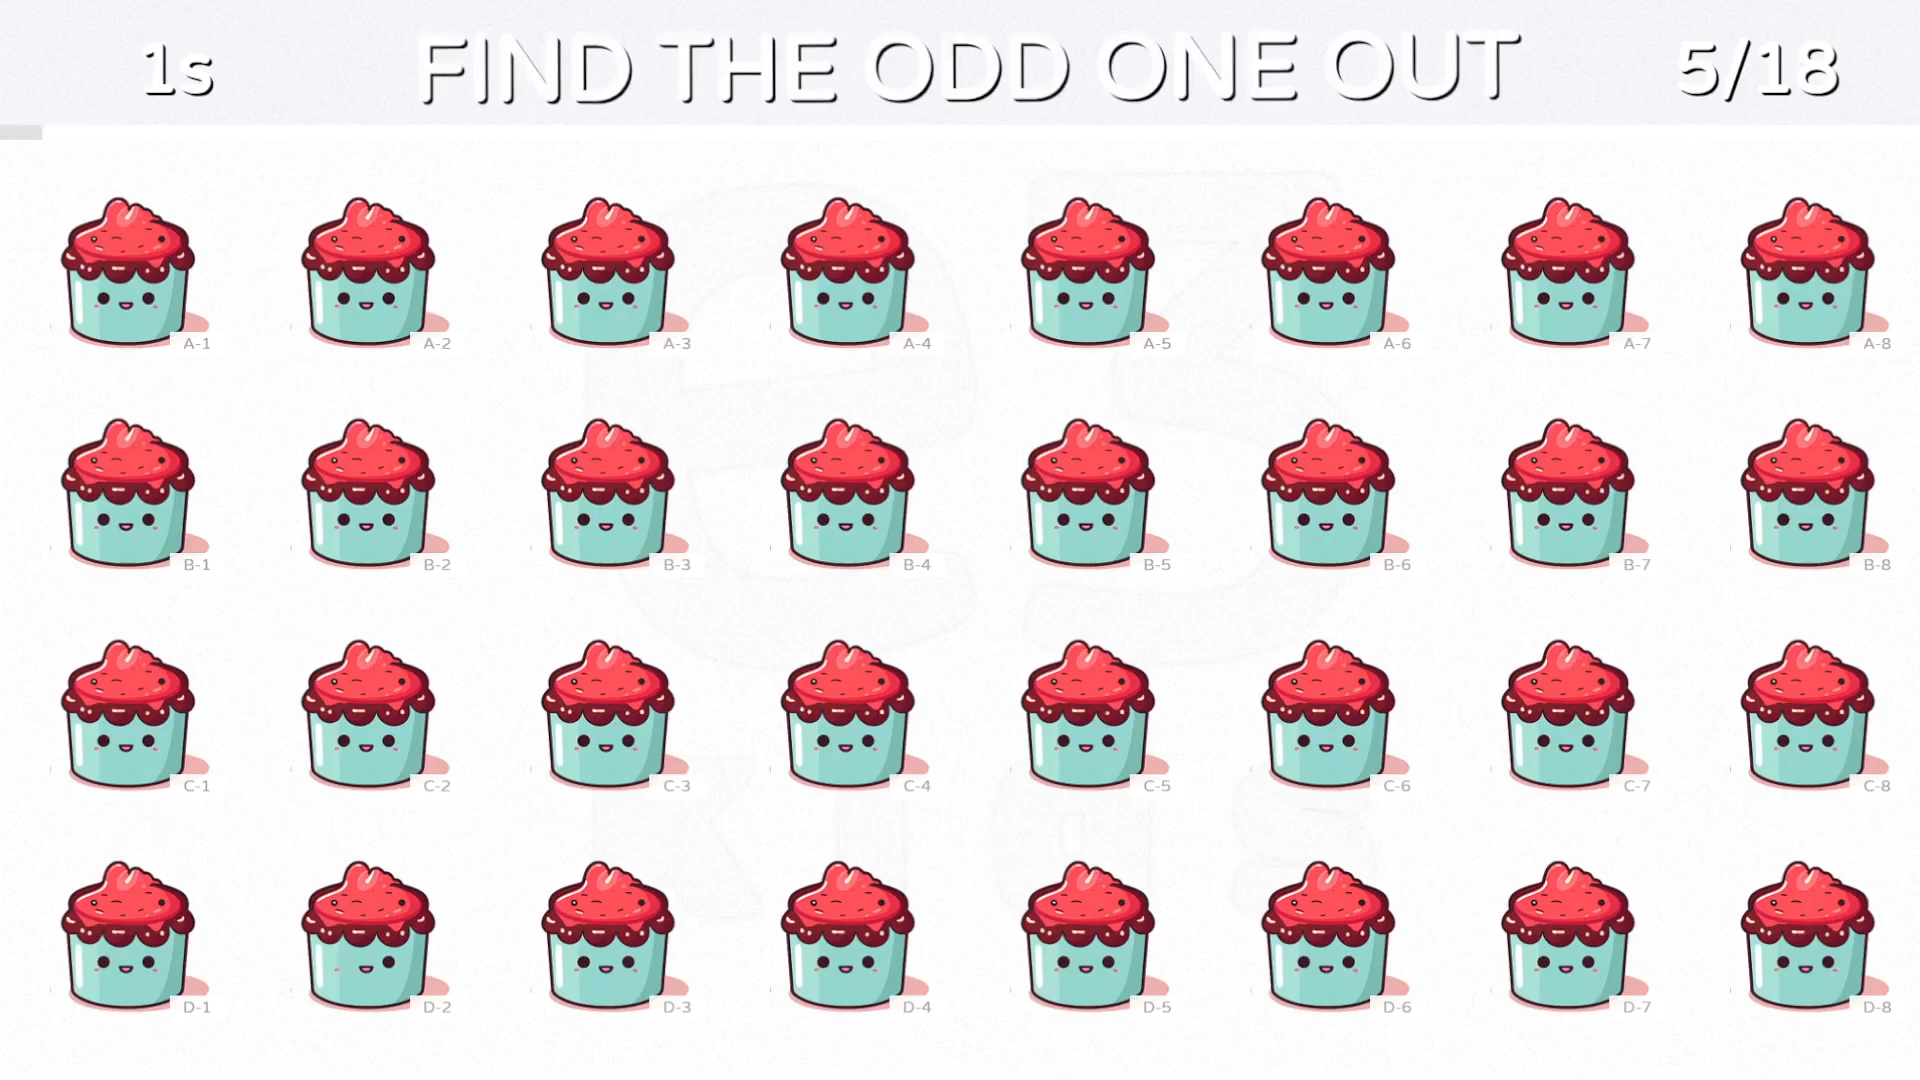 1s FIND THE ODD ONE OUT 5/18
A-1 A-2 A-3 A-4 A-5 A-6 A-7 A-8
B-1 B-2 B-3 B-4 B-5 B-6 B-7 B-8
C-1 C-2 C-3 C-4 C-5 C-6 C-7 C-8
D-1 D-2 D-3 D-4 D-5 D-6 D-7 D-8